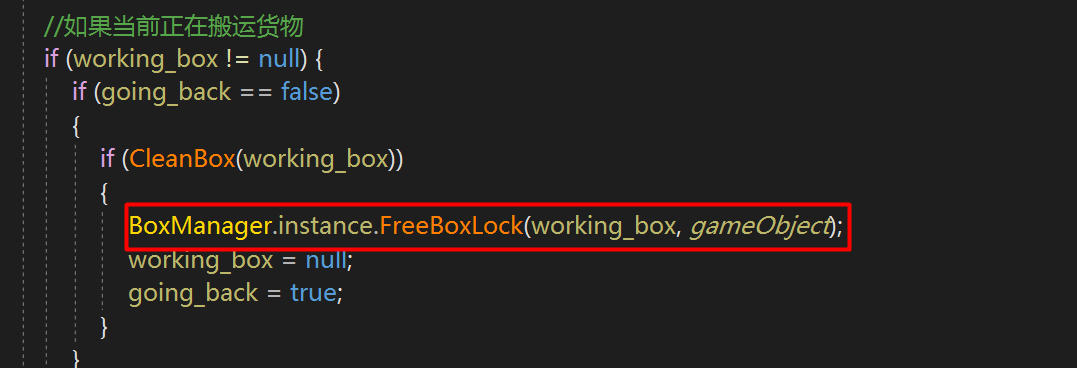 //如果当前正在搬运货物
if (working_box != null) {
if (going_back == false)
{
if (CleanBox(working_box))
{
BoxManager.instance.FreeBoxLock(working_box, gameObject);
working_box = null;
going_back = true;
}
}